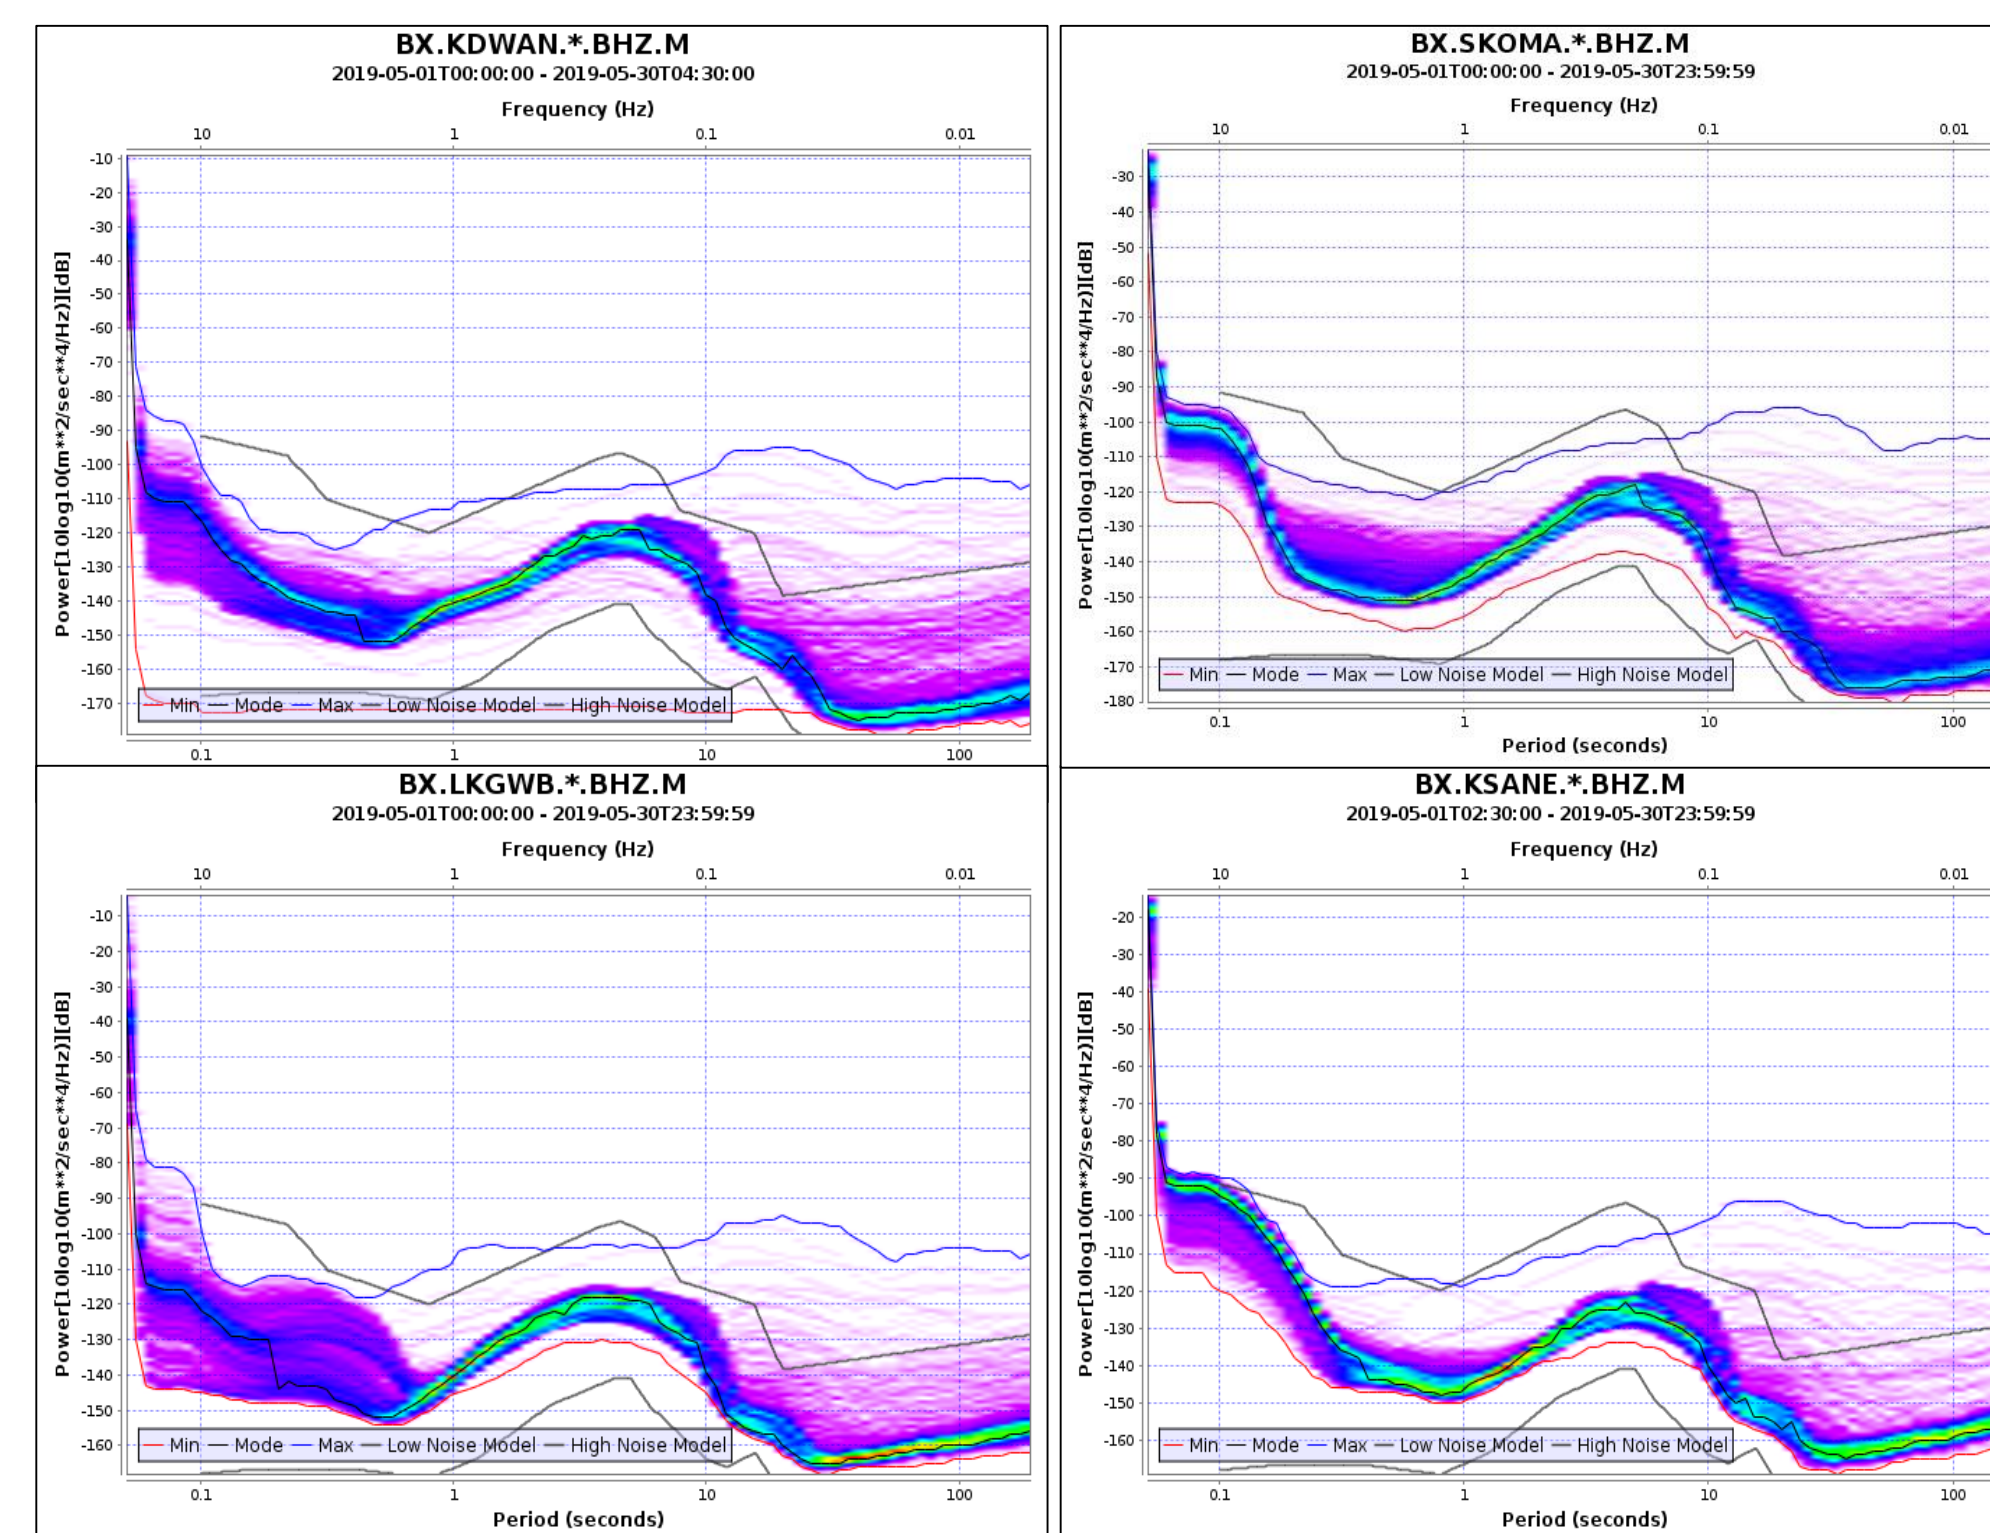 BX.KDWAN.*.BHZ.M
2019-05-01T00:00:00 - 2019-05-30T04:30:00
Frequency (Hz)
10 1 0.1 0.01
Power[10log10(m**2/sec**4/Hz)][dB]
-10
-20
-30
-40
-50
-60
-70
-80
-90
-100
-110
-120
-130
-140
-150
-160
-170
Min Mode Max Low Noise Model High Noise Model
0.1 1 10 100
BX.SKOMA.*.BHZ.M
2019-05-01T00:00:00 - 2019-05-30T23:59:59
Frequency (Hz)
10 1 0.1 0.01
Power[10log10(m**2/sec**4/Hz)][dB]
-30
-40
-50
-60
-70
-80
-90
-100
-110
-120
-130
-140
-150
-160
-170
-180
Min Mode Max Low Noise Model High Noise Model
0.1 1 10 100
Period (seconds)
BX.LKGWB.*.BHZ.M
2019-05-01T00:00:00 - 2019-05-30T23:59:59
Frequency (Hz)
10 1 0.1 0.01
Power[10log10(m**2/sec**4/Hz)][dB]
-10
-20
-30
-40
-50
-60
-70
-80
-90
-100
-110
-120
-130
-140
-150
-160
Min Mode Max Low Noise Model High Noise Model
0.1 1 10 100
Period (seconds)
BX.KSANE.*.BHZ.M
2019-05-01T02:30:00 - 2019-05-30T23:59:59
Frequency (Hz)
10 1 0.1 0.01
Power[10log10(m**2/sec**4/Hz)][dB]
-20
-30
-40
-50
-60
-70
-80
-90
-100
-110
-120
-130
-140
-150
-160
Min Mode Max Low Noise Model High Noise Model
0.1 1 10 100
Period (seconds)